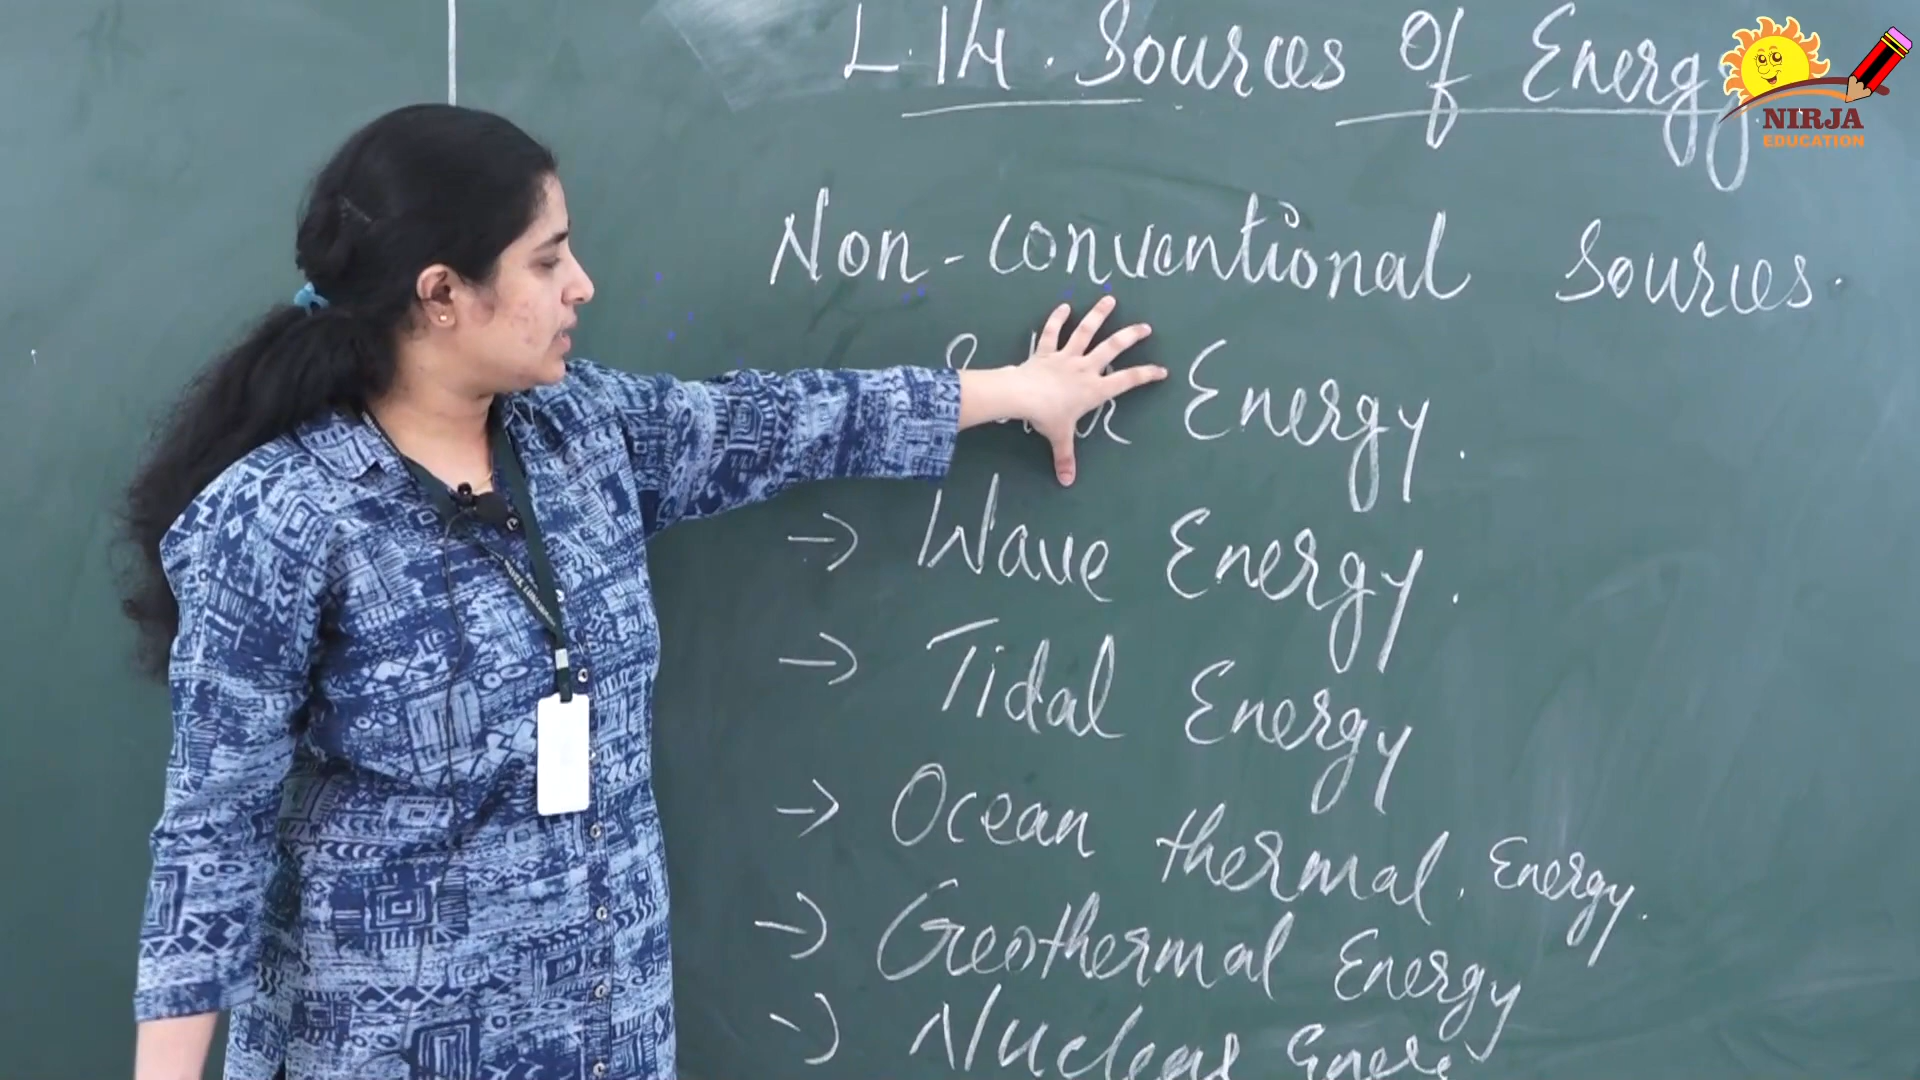 L.14. Sources Of Energy
NIRJA
EDUCATION
Non-conventional Sources.
Energy.
→ Wave Energy.
→ Tidal Energy
→ Ocean thermal. Energy.
→ Geothermal Energy
→ Nuclear